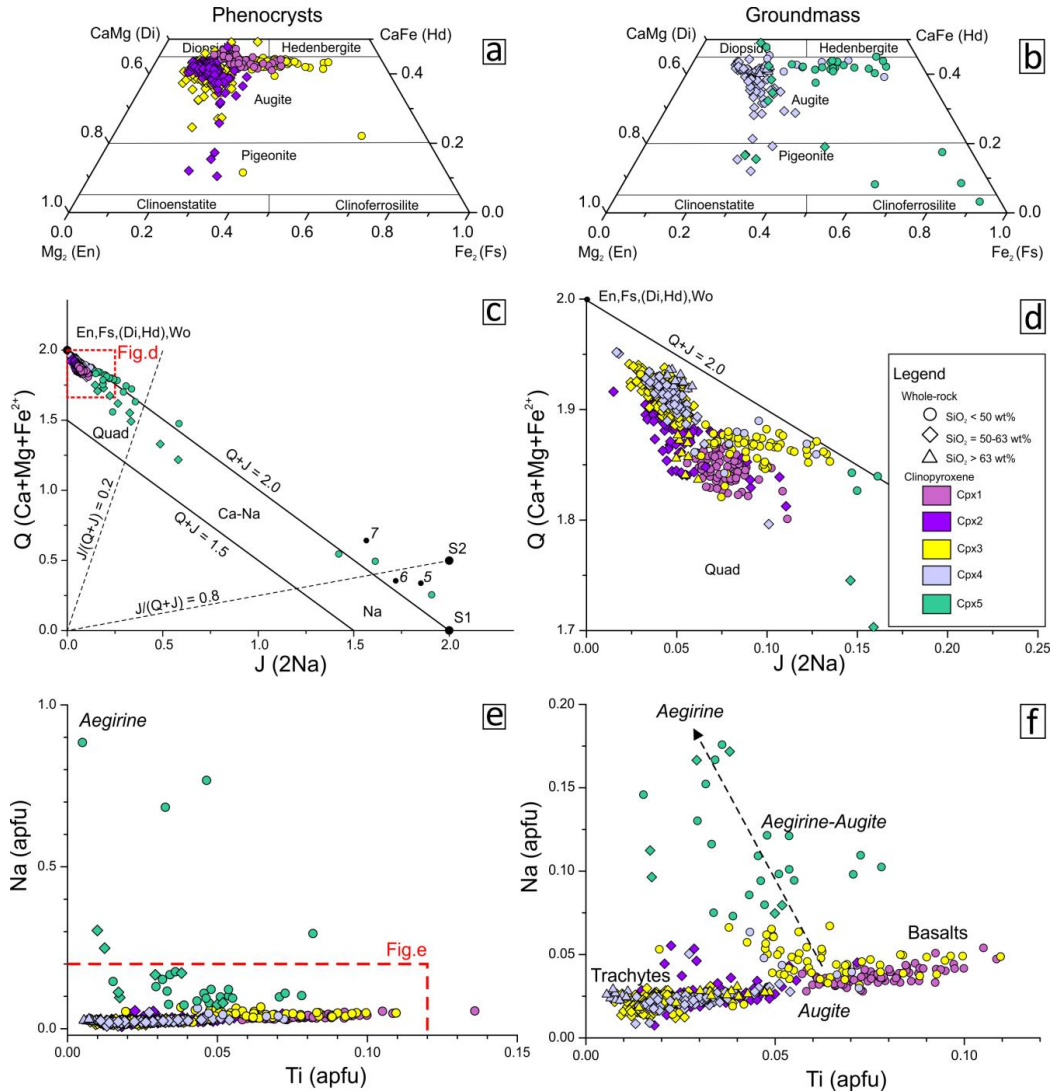 Phenocrysts
CaMg (Di)
CaFe (Hd)
Diopside
Hedenbergite
a
0.6
0.4
Augite
0.8
0.2
Pigeonite
1.0
Clinoenstatite
Clinoferrosilite
0.0
0.0
0.2
0.4
0.6
0.8
1.0
Mg₂ (En)
Fe₂ (Fs)
Groundmass
CaMg (Di)
CaFe (Hd)
Diopsid
Hedenbergite
b
0.6
0.4
Augite
0.8
0.2
Pigeonite
1.0
Clinoenstatite
Clinoferrosilite
0.0
0.0
0.2
0.4
0.6
0.8
1.0
Mg₂ (En)
Fe₂ (Fs)
c
En,Fs,(Di,Hd),Wo
Fig.d
2.0
1.5
1.0
0.5
0.0
Q (Ca+Mg+Fe²⁺)
Quad
Q+J = 2.0
Ca-Na
J/(Q+J) = 0.2
Q+J = 1.5
7
6
5
S2
J/(Q+J) = 0.8
Na
S1
0.0
0.5
1.0
1.5
2.0
J (2Na)
d
En,Fs,(Di,Hd),Wo
2.0
1.9
1.8
1.7
Q (Ca+Mg+Fe²⁺)
Q+J = 2.0
Quad
0.00
0.05
0.10
0.15
0.20
0.25
J (2Na)
Legend
Whole-rock
SiO₂ < 50 wt%
SiO₂ = 50-63 wt%
SiO₂ > 63 wt%
Clinopyroxene
Cpx1
Cpx2
Cpx3
Cpx4
Cpx5
e
1.0
0.5
0.0
Na (apfu)
Aegirine
Fig.e
0.00
0.05
0.10
0.15
Ti (apfu)
f
0.20
0.15
0.10
0.05
0.00
Na (apfu)
Aegirine
Aegirine-Augite
Basalts
Trachytes
Augite
0.00
0.05
0.10
Ti (apfu)